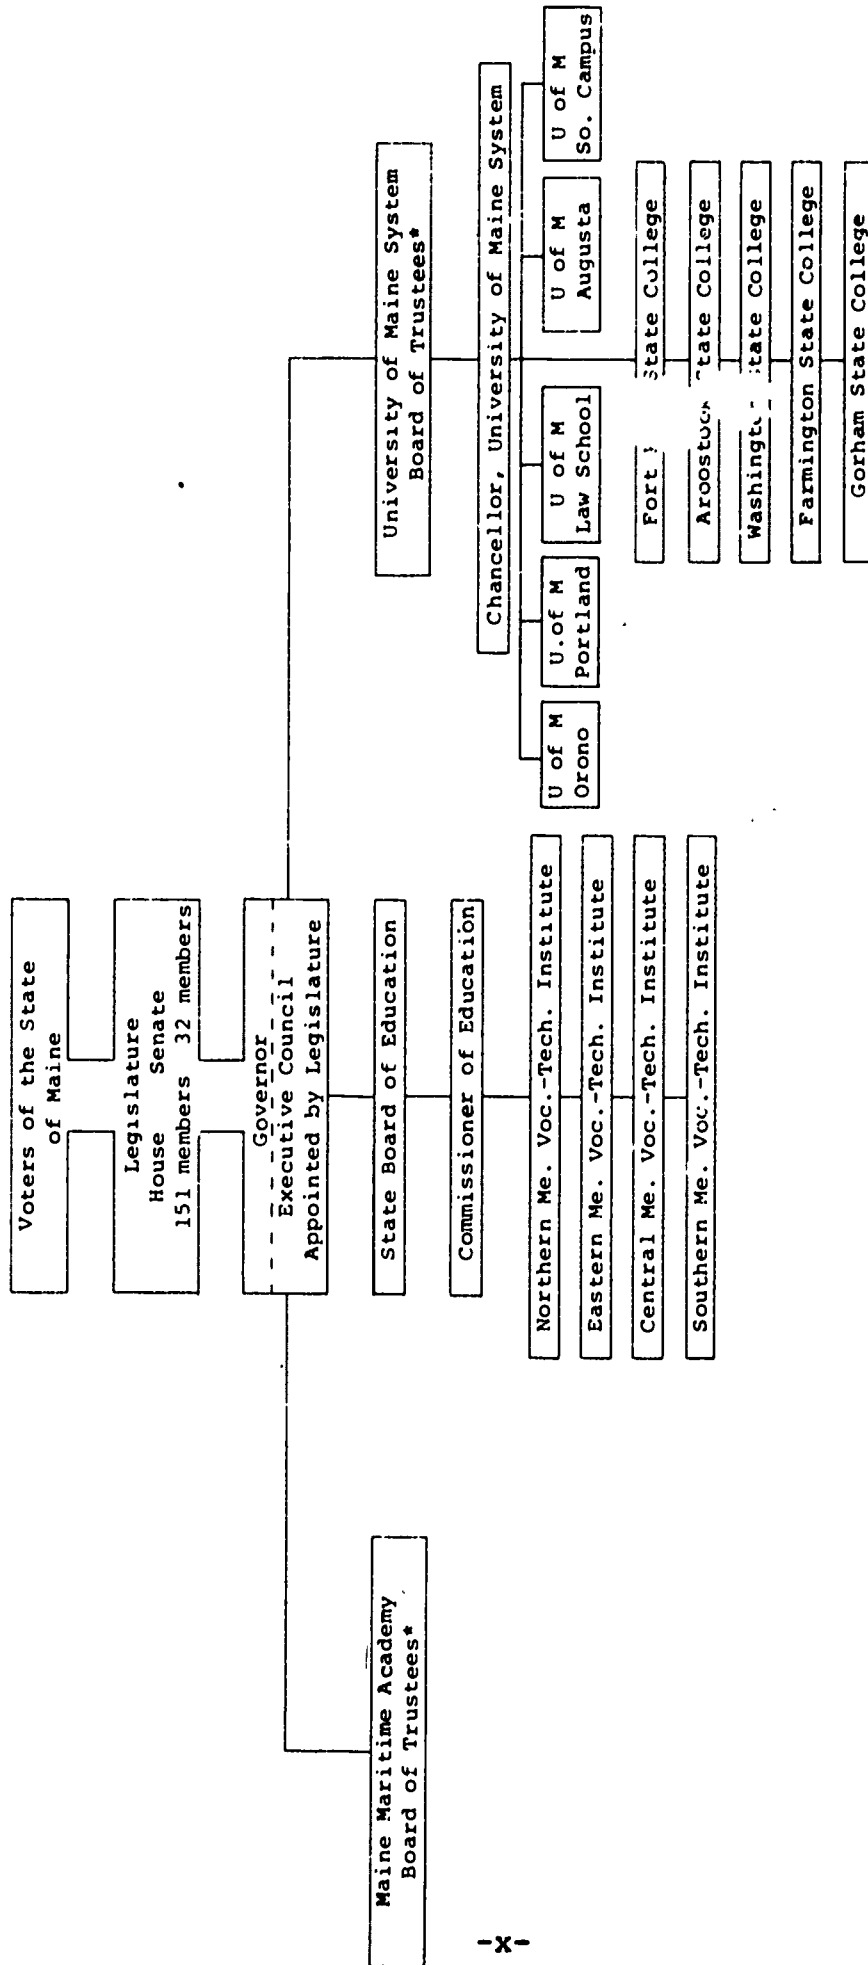 Voters of the State
of Maine
Legislature
House Senate
151 members 32 members
Governor
Executive Council
Appointed by Legislature
Maine Maritime Academy
Board of Trustees*
State Board of Education
Commissioner of Education
Northern Me. Voc.-Tech. Institute
Eastern Me. Voc.-Tech. Institute
Central Me. Voc.-Tech. Institute
Southern Me. Voc.-Tech. Institute
University of Maine System
Board of Trustees*
Chancellor, University of Maine System
U of M
Orono
U.of M
Portland
U of M
Law School
U of M
Augusta
U of M
So. Campus
Fort State College
Aroostook State College
Washington State College
Farmington State College
Gorham State College
-x-